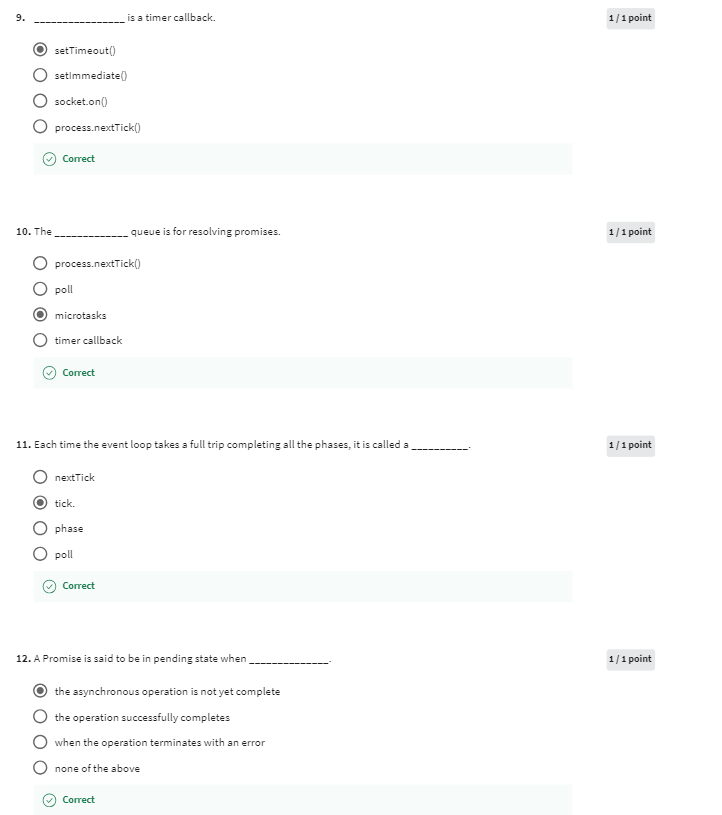 9. ________________ is a timer callback. 1 / 1 point
setTimeout()
setImmediate()
socket.on()
process.nextTick()
Correct
10. The _____________ queue is for resolving promises. 1 / 1 point
process.nextTick()
poll
microtasks
timer callback
Correct
11. Each time the event loop takes a full trip completing all the phases, it is called a __________. 1 / 1 point
nextTick
tick.
phase
poll
Correct
12. A Promise is said to be in pending state when ______________. 1 / 1 point
the asynchronous operation is not yet complete
the operation successfully completes
when the operation terminates with an error
none of the above
Correct